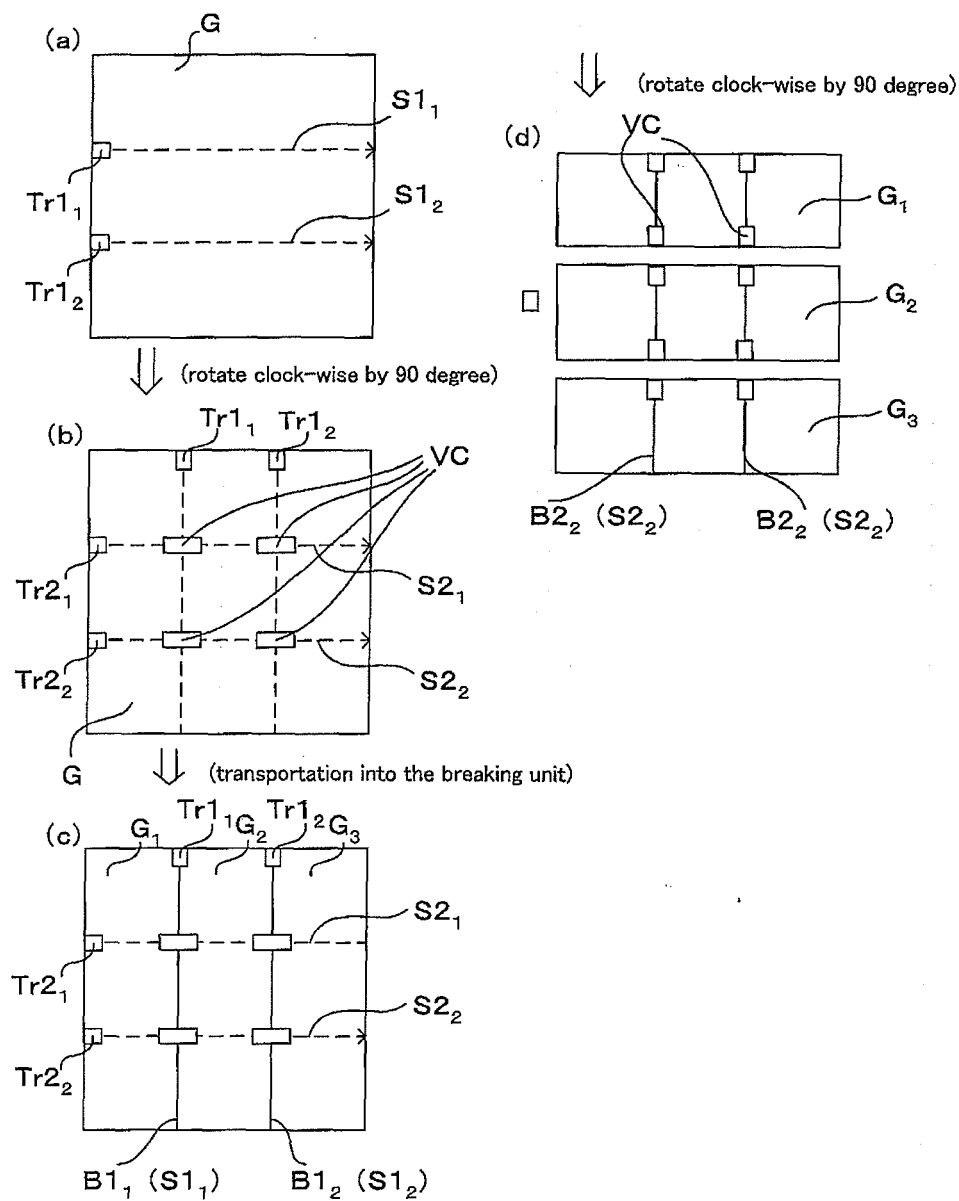 (a)
G
S1₁
Tr1₁
S1₂
Tr1₂
(rotate clock-wise by 90 degree)
(b)
Tr1₁ Tr1₂
VC
Tr2₁
S2₁
Tr2₂
S2₂
G
(transportation into the breaking unit)
(c)
G₁ Tr1₁ G₂ Tr1₂ G₃
S2₁
Tr2₁
S2₂
Tr2₂
B1₁ (S1₁) B1₂ (S1₂)
(rotate clock-wise by 90 degree)
(d)
VC
G₁
G₂
G₃
B2₂ (S2₂) B2₂ (S2₂)